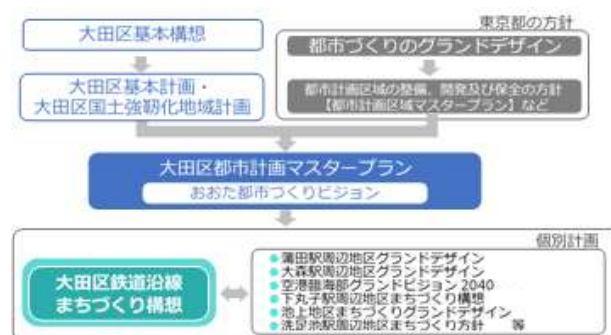 東京都の方針
大田区基本構想
都市づくりのグランドデザイン
大田区基本計画・
大田区国土強靭化地域計画
都市計画区域の整備、開発及び保全の方針
【都市計画区域マスタープラン】など
大田区都市計画マスタープラン
おおた都市づくりビジョン
個別計画
大田区鉄道沿線
まちづくり構想
蒲田駅周辺地区グランドデザイン
大森駅周辺地区グランドデザイン
空港臨海部グランドビジョン 2040
下丸子駅周辺地区まちづくり構想
池上地区まちづくりグランドデザイン
洗足池駅周辺地区まちづくり方針 等